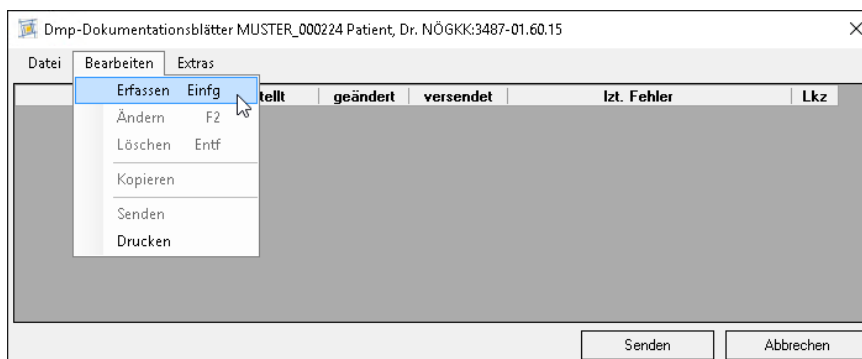 Dmp-Dokumentationsblätter MUSTER_000224 Patient, Dr. NÖGKK:3487-01.60.15
Datei Bearbeiten Extras
Erfassen Einfg
Ändern F2
Löschen Entf
Kopieren
Senden
Drucken
tellt geändert versendet lzt. Fehler Lkz
Senden Abbrechen